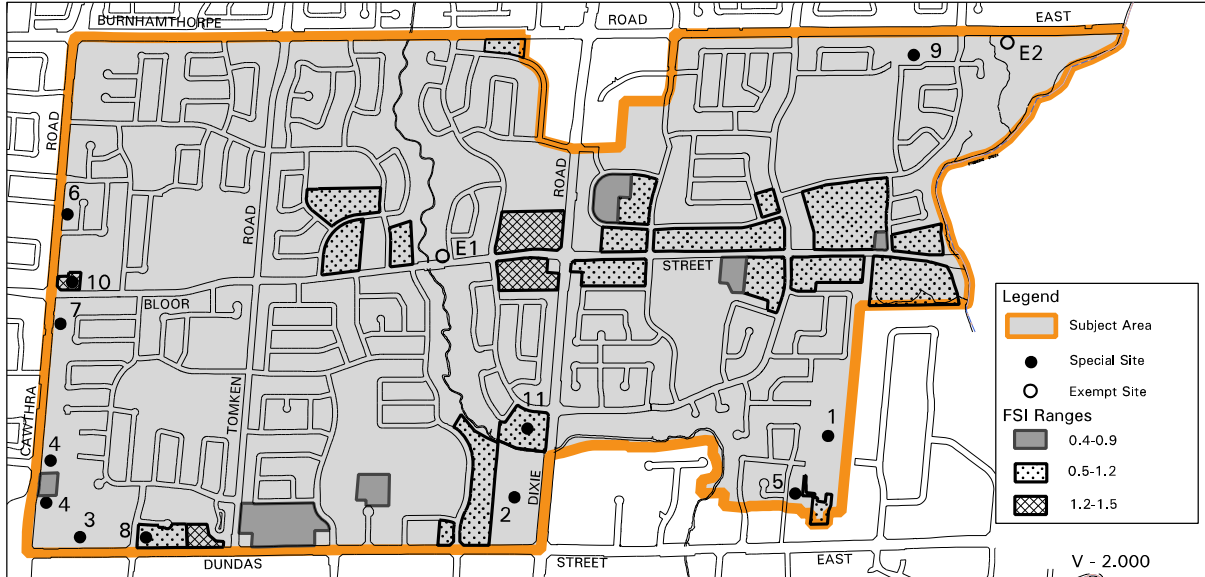 BURNHAMTHORPE ROAD EAST
9
E2
ROAD
6
ROAD
ROAD
E1
10
STREET
BLOOR
7
CAWTHRA
TOMKEN
11
1
4
4
DIXIE
5
2
3
8
DUNDAS STREET EAST
Legend
Subject Area
Special Site
Exempt Site
FSI Ranges
0.4-0.9
0.5-1.2
1.2-1.5
V - 2.000